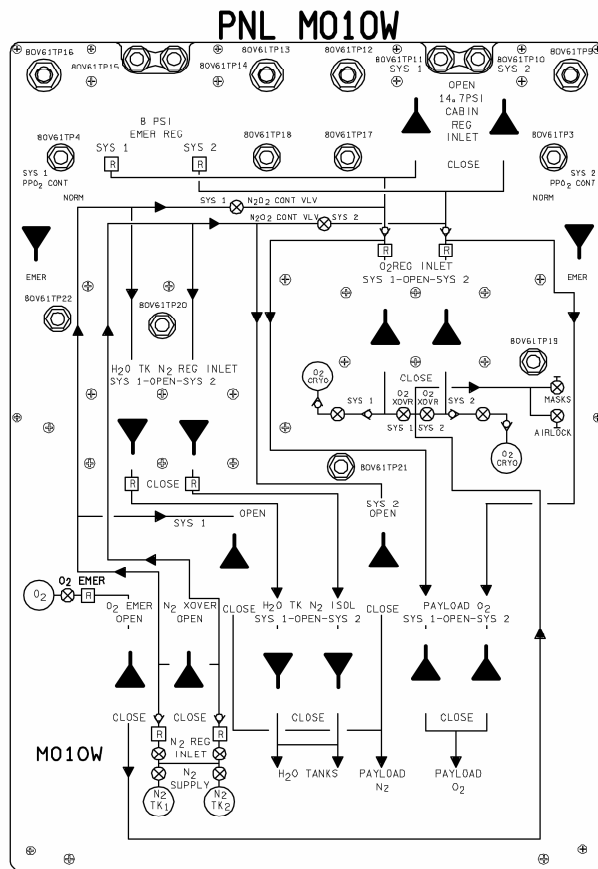 PNL MO10W
80V61TP16
80V61TP15
80V61TP13
80V61TP14
80V61TP12
80V61TP11
SYS 1
80V61TP10
SYS 2
80V61TP9
OPEN
14.7PSI
CABIN
REG
INLET
CLOSE
8 PSI
EMER REG
SYS 1 SYS 2
R R
80V61TP4
80V61TP18
80V61TP17
80V61TP3
SYS 1
PPO2 CONT
NORM
EMER
SYS 2
PPO2 CONT
NORM
EMER
SYS 1 N2O2 CONT VLV
N2O2 CONT VLV SYS 2
R R
O2REG INLET
SYS 1-OPEN-SYS 2
80V61TP22
80V61TP20
80V61TP19
H2O TK N2 REG INLET
SYS 1-OPEN-SYS 2
CLOSE
O2
CRYO
SYS 1
O2
XOVR
O2
XOVR
SYS 2
SYS 1 SYS 2
MASKS
AIRLOCK
O2
CRYO
R CLOSE R
80V61TP21
OPEN
SYS 1
SYS 2
OPEN
O2 EMER
O2
R
O2 EMER
OPEN
N2 XOVER
OPEN
CLOSE
H2O TK N2 ISOL
SYS 1-OPEN-SYS 2
CLOSE
PAYLOAD O2
SYS 1-OPEN-SYS 2
CLOSE
CLOSE
CLOSE
CLOSE
R R
N2 REG
INLET
N2
SUPPLY
N2
TK1
N2
TK2
H2O TANKS
PAYLOAD
N2
PAYLOAD
O2
MO10W